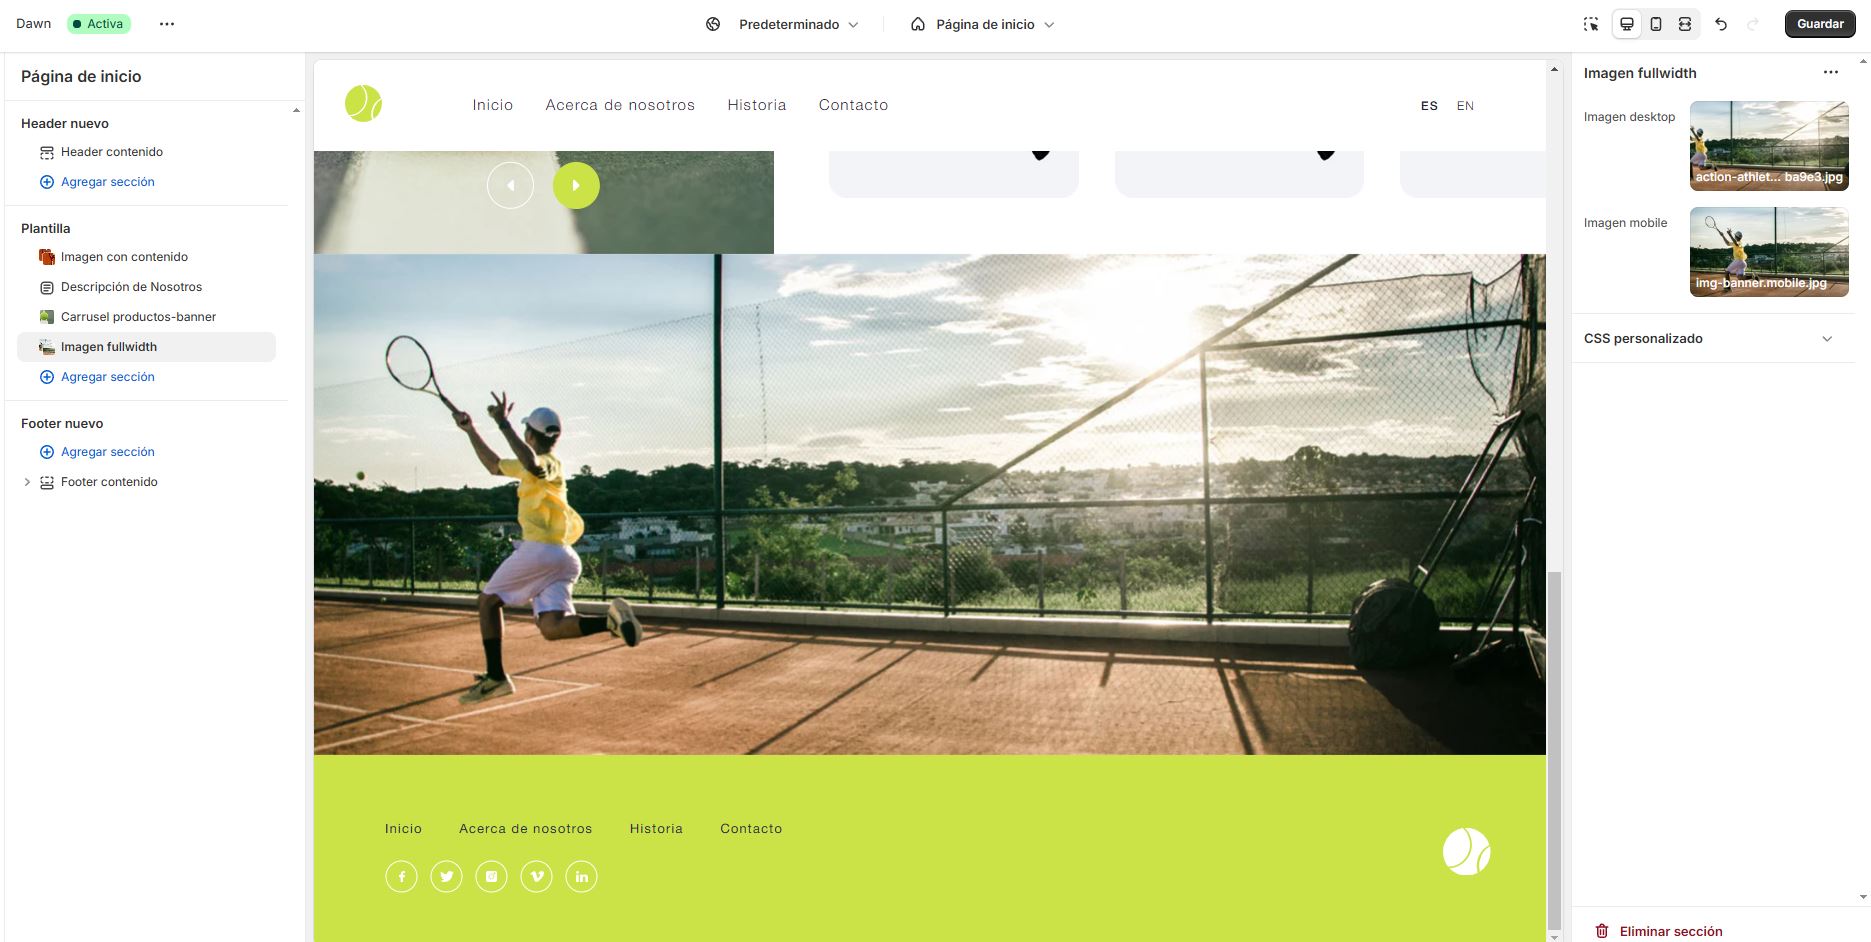 Dawn
Activa
Predeterminado
Página de inicio
Guardar
Página de inicio
Header nuevo
Header contenido
Agregar sección
Plantilla
Imagen con contenido
Descripción de Nosotros
Carrusel productos-banner
Imagen fullwidth
Agregar sección
Footer nuevo
Agregar sección
Footer contenido
Inicio
Acerca de nosotros
Historia
Contacto
ES
EN
Inicio
Acerca de nosotros
Historia
Contacto
Imagen fullwidth
Imagen desktop
action-athlet... ba9e3.jpg
Imagen mobile
img-banner.mobile.jpg
CSS personalizado
Eliminar sección